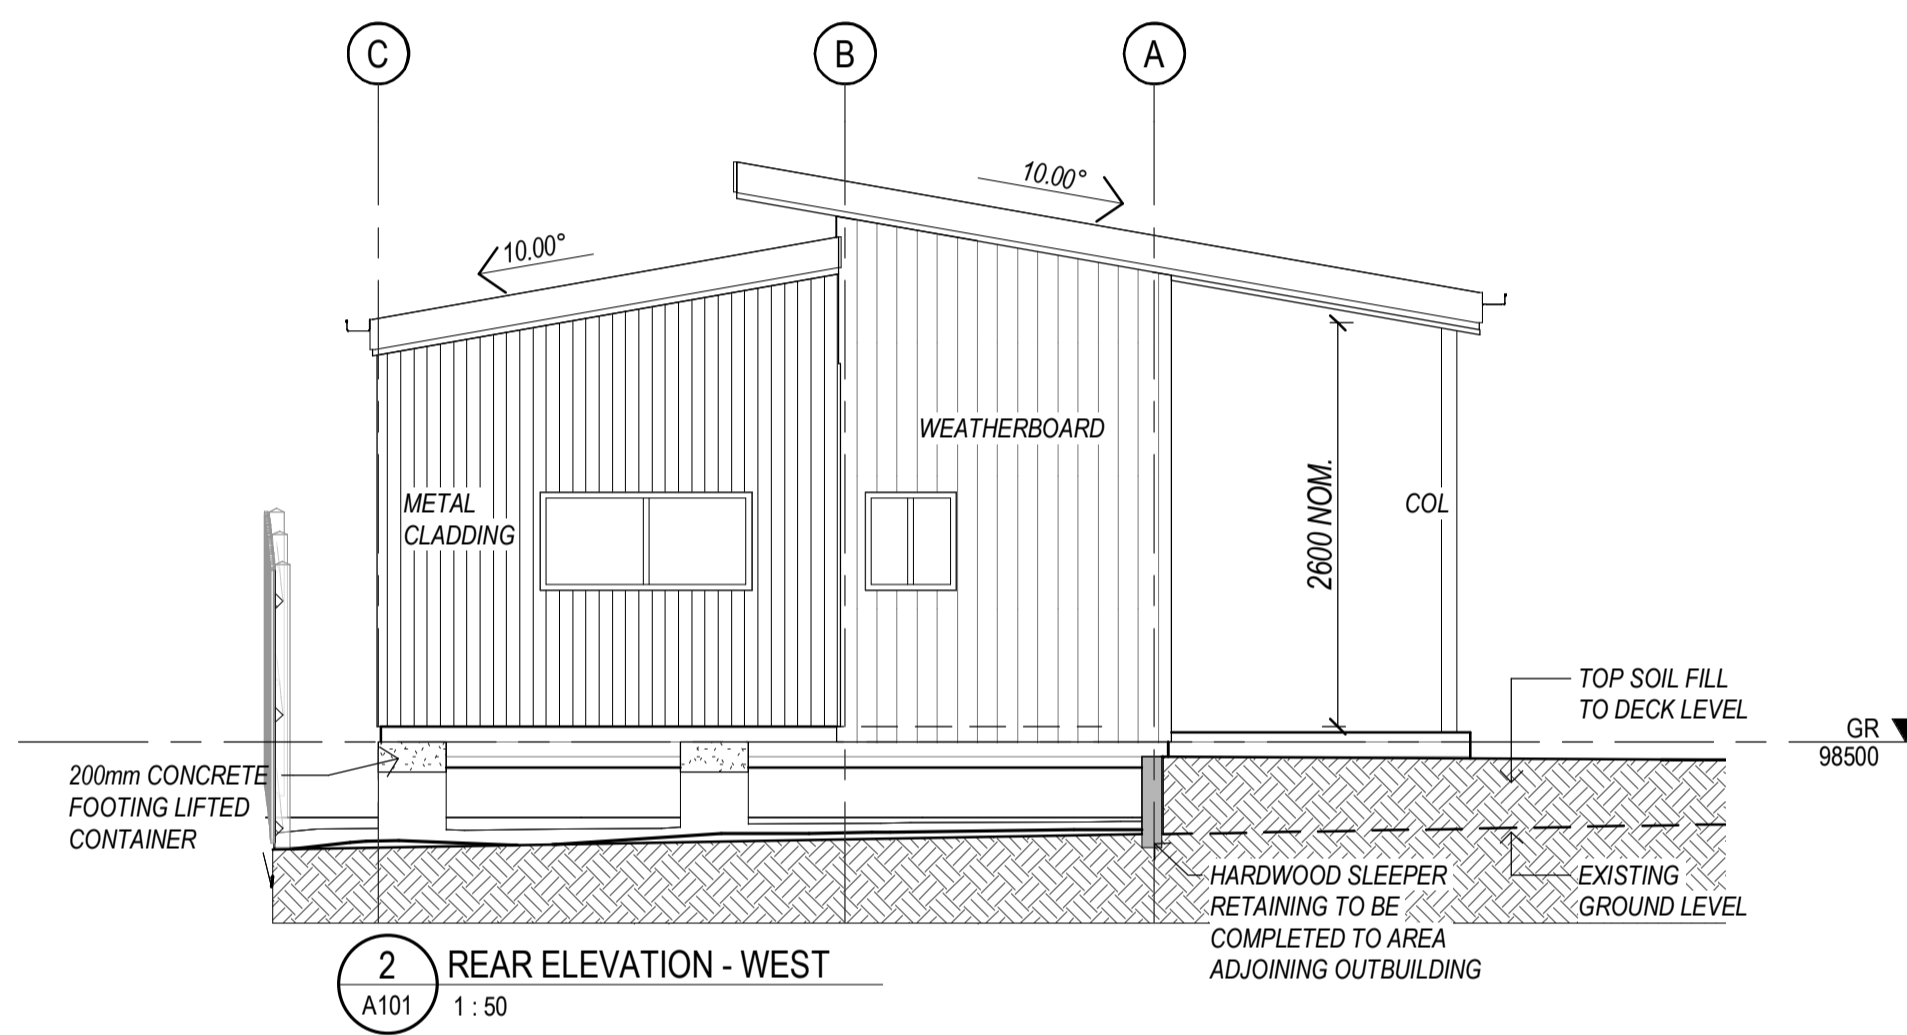 C
B
A
10.00°
10.00°
WEATHERBOARD
METAL
CLADDING
2600 NOM.
COL
TOP SOIL FILL
TO DECK LEVEL
GR
98500
200mm CONCRETE
FOOTING LIFTED
CONTAINER
HARDWOOD SLEEPER
RETAINING TO BE
COMPLETED TO AREA
ADJOINING OUTBUILDING
EXISTING
GROUND LEVEL
2
A101
REAR ELEVATION - WEST
1 : 50